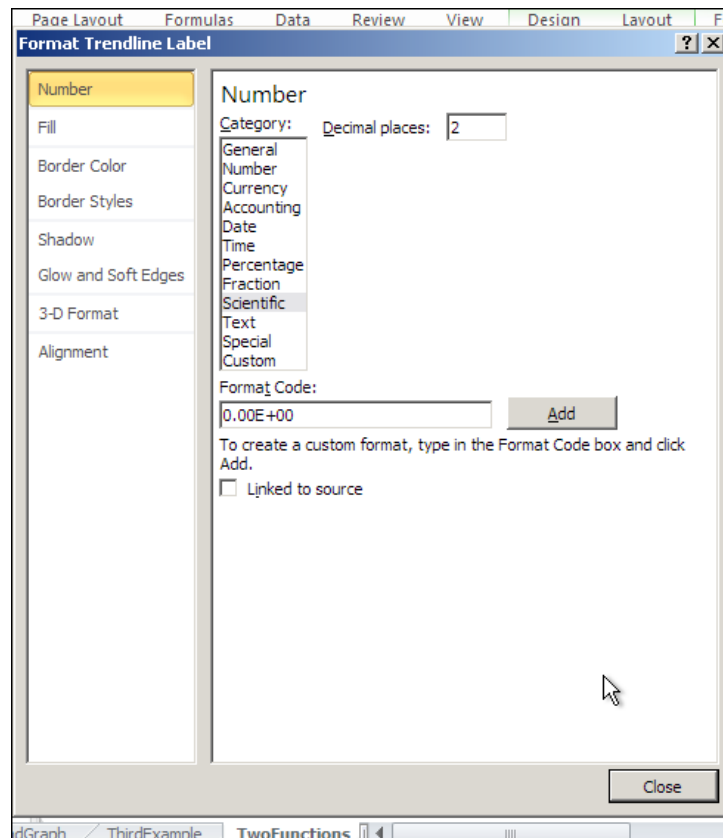 Page Layout Formulas Data Review View Design Layout F
Format Trendline Label
Number
Fill
Border Color
Border Styles
Shadow
Glow and Soft Edges
3-D Format
Alignment
Number
Category: Decimal places: 2
General
Number
Currency
Accounting
Date
Time
Percentage
Fraction
Scientific
Text
Special
Custom
Format Code:
0.00E+00 Add
To create a custom format, type in the Format Code box and click
Add.
Linked to source
Close
dGraph ThirdExample TwoFunctions